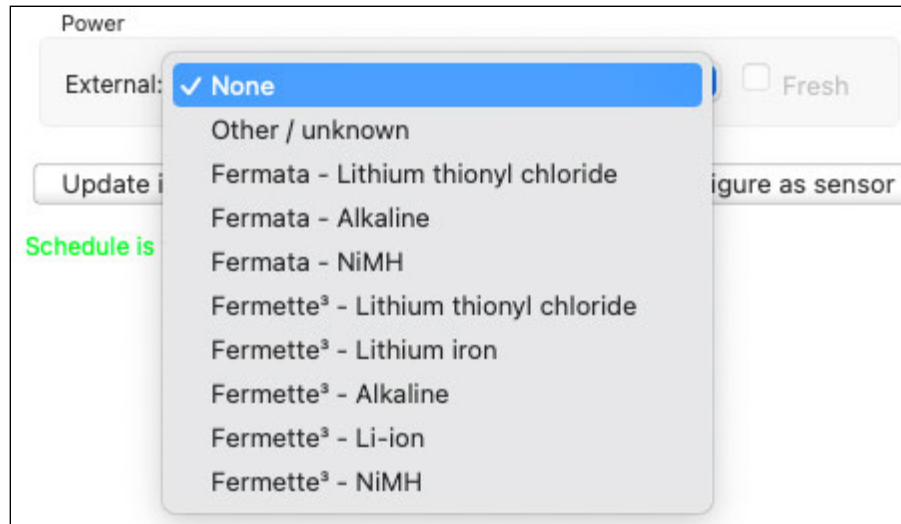 Power
External: ✓ None Fresh
Other / unknown
Fermata - Lithium thionyl chloride
Update i igure as sensor
Fermata - Alkaline
Schedule is
Fermata - NiMH
Fermette³ - Lithium thionyl chloride
Fermette³ - Lithium iron
Fermette³ - Alkaline
Fermette³ - Li-ion
Fermette³ - NiMH